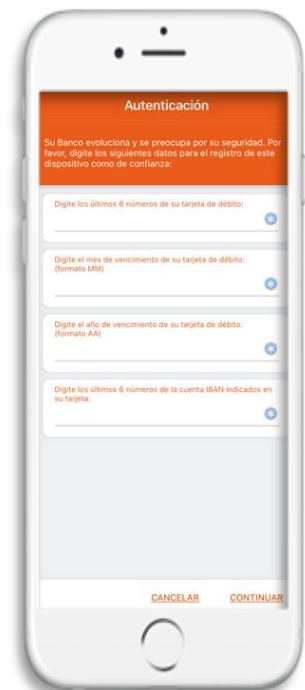 Autenticación
Su Banco evoluciona y se preocupa por su seguridad. Por
favor, digite los siguientes datos para el registro de este
dispositivo como de confianza:
Digite los últimos 6 números de su tarjeta de débito:
Digite el mes de vencimiento de su tarjeta de débito:
(formato MM)
Digite el año de vencimiento de su tarjeta de débito:
(formato AA)
Digite los últimos 6 números de la cuenta IBAN indicados en
su tarjeta:
CANCELAR CONTINUAR